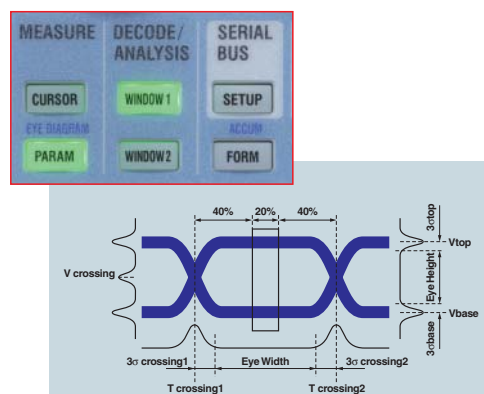 MEASURE
DECODE/
ANALYSIS
SERIAL
BUS
CURSOR
WINDOW 1
SETUP
EYE DIAGRAM
ACCUM
PARAM
WINDOW 2
FORM
40%
20%
40%
3σtop
Vtop
V crossing
Eye Height
Vbase
3σbase
3σ crossing1
Eye Width
3σ crossing2
T crossing1
T crossing2